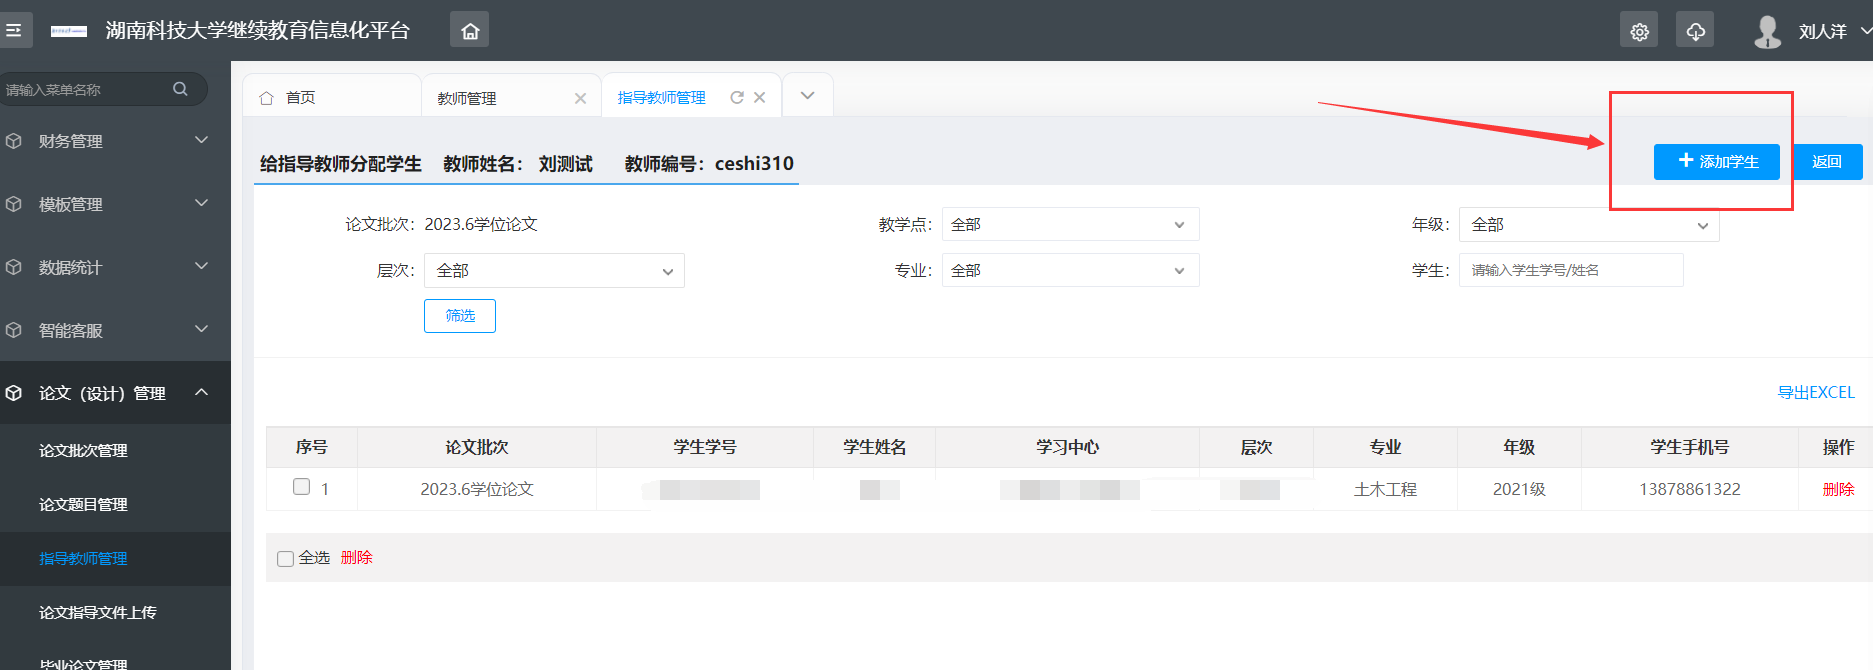 湖南科技大学继续教育信息化平台
刘人洋
请输入菜单名称
财务管理
模板管理
数据统计
智能客服
论文（设计）管理
论文批次管理
论文题目管理
指导教师管理
论文指导文件上传
毕业论文管理
首页
教师管理
指导教师管理
给指导教师分配学生 教师姓名： 刘测试 教师编号：ceshi310
添加学生
返回
论文批次： 2023.6学位论文 教学点： 全部 年级： 全部
层次： 全部 专业： 全部 学生： 请输入学生学号/姓名
筛选
导出EXCEL
序号 论文批次 学生学号 学生姓名 学习中心 层次 专业 年级 学生手机号 操作
1 2023.6学位论文 土木工程 2021级 13878861322 删除
全选 删除